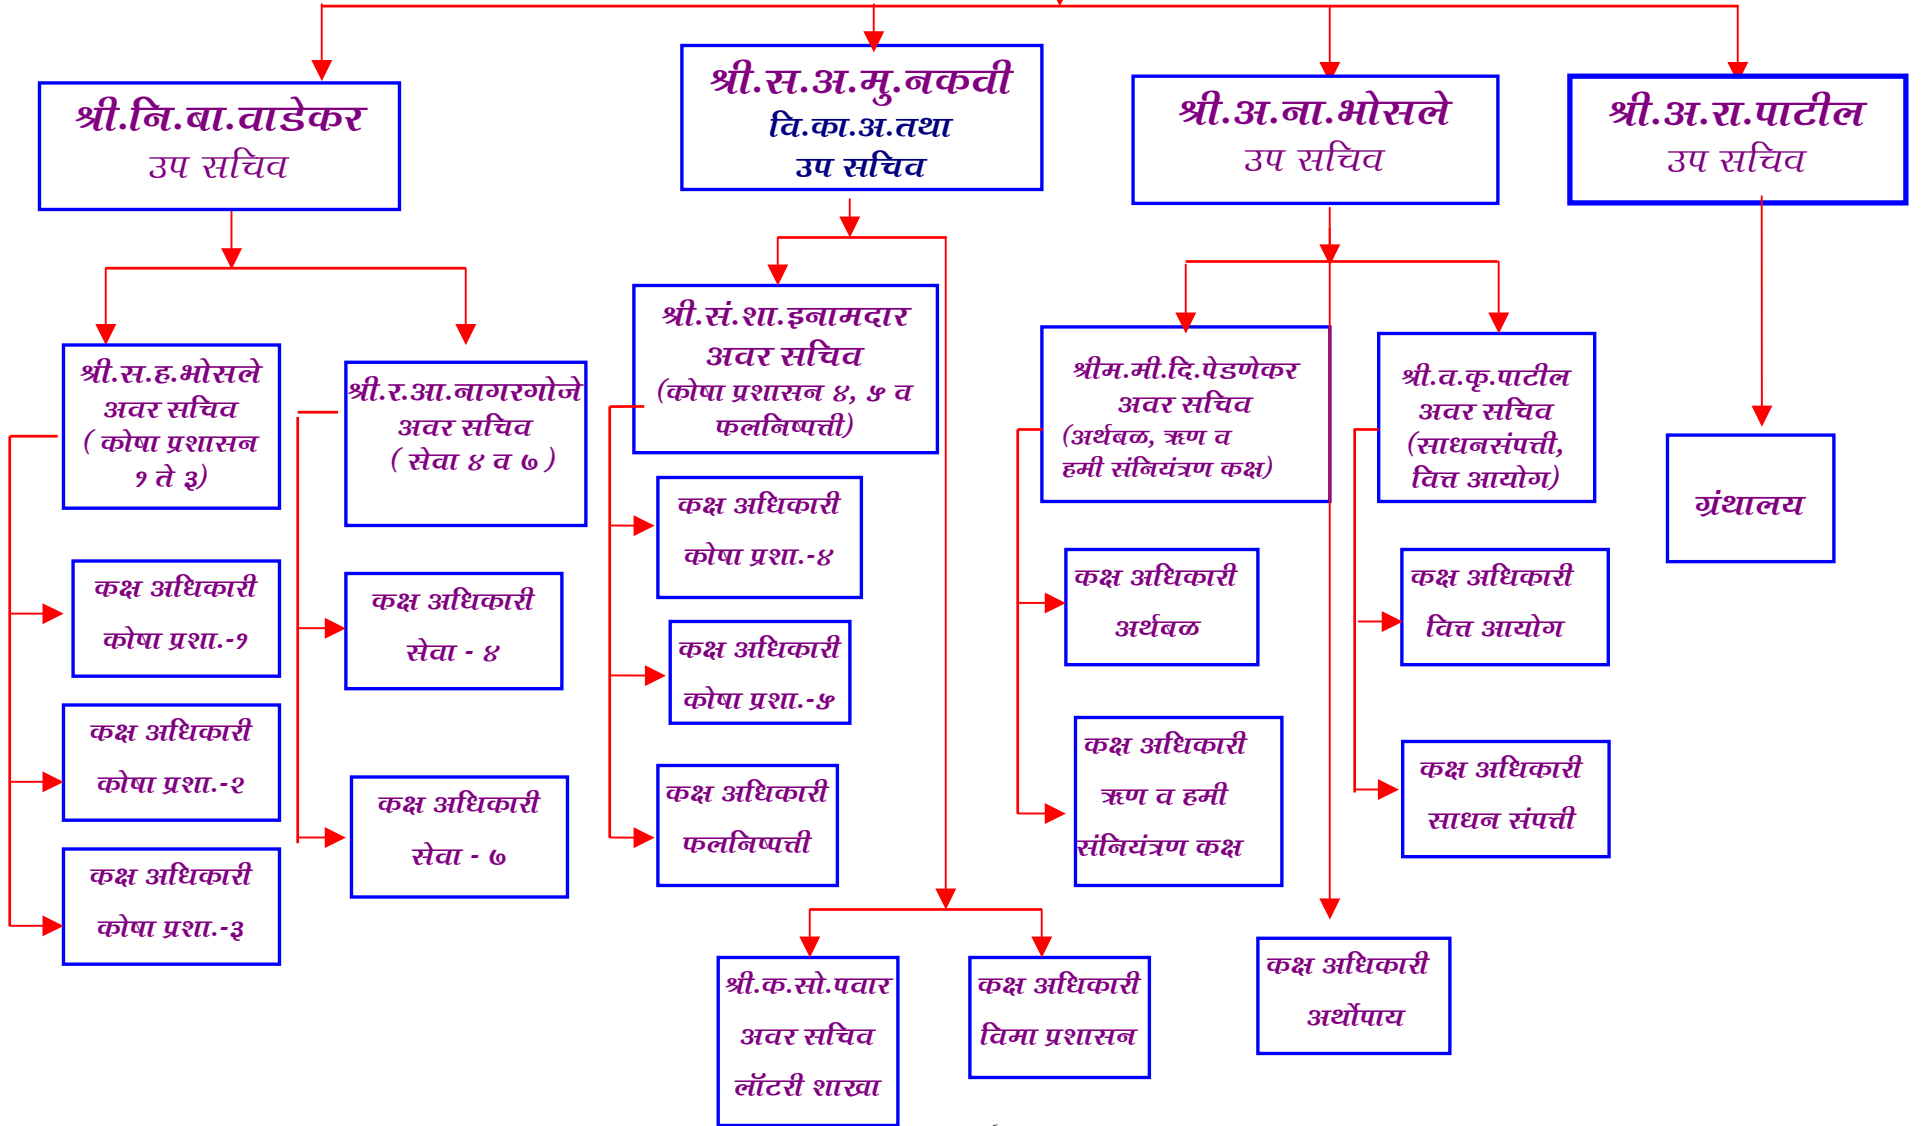 श्री.नि.बा.वाडेकर
उप सचिव
श्री.स.अ.मु.नकवी
वि.का.अ.तथा
उप सचिव
श्री.अ.ना.भोसले
उप सचिव
श्री.अ.रा.पाटील
उप सचिव
श्री.स.ह.भोसले
अवर सचिव
( कोषा प्रशासन
१ ते ३)
श्री.र.आ.नागरगोजे
अवर सचिव
( सेवा ४ व ७ )
श्री.सं.शा.इनामदार
अवर सचिव
(कोषा प्रशासन ४, ५ व
फलनिष्पत्ती)
श्रीम.मी.दि.पेडणेकर
अवर सचिव
(अर्थबळ, ऋण व
हमी संनियंत्रण कक्ष)
श्री.व.कृ.पाटील
अवर सचिव
(साधनसंपत्ती,
वित्त आयोग)
ग्रंथालय
कक्ष अधिकारी
कोषा प्रशा.-१
कक्ष अधिकारी
कोषा प्रशा.-२
कक्ष अधिकारी
कोषा प्रशा.-३
कक्ष अधिकारी
सेवा - ४
कक्ष अधिकारी
सेवा - ७
कक्ष अधिकारी
कोषा प्रशा.-४
कक्ष अधिकारी
कोषा प्रशा.-५
कक्ष अधिकारी
फलनिष्पत्ती
कक्ष अधिकारी
अर्थबळ
कक्ष अधिकारी
ऋण व हमी
संनियंत्रण कक्ष
कक्ष अधिकारी
वित्त आयोग
कक्ष अधिकारी
साधन संपत्ती
श्री.क.सो.पवार
अवर सचिव
लॉटरी शाखा
कक्ष अधिकारी
विमा प्रशासन
कक्ष अधिकारी
अर्थोपाय